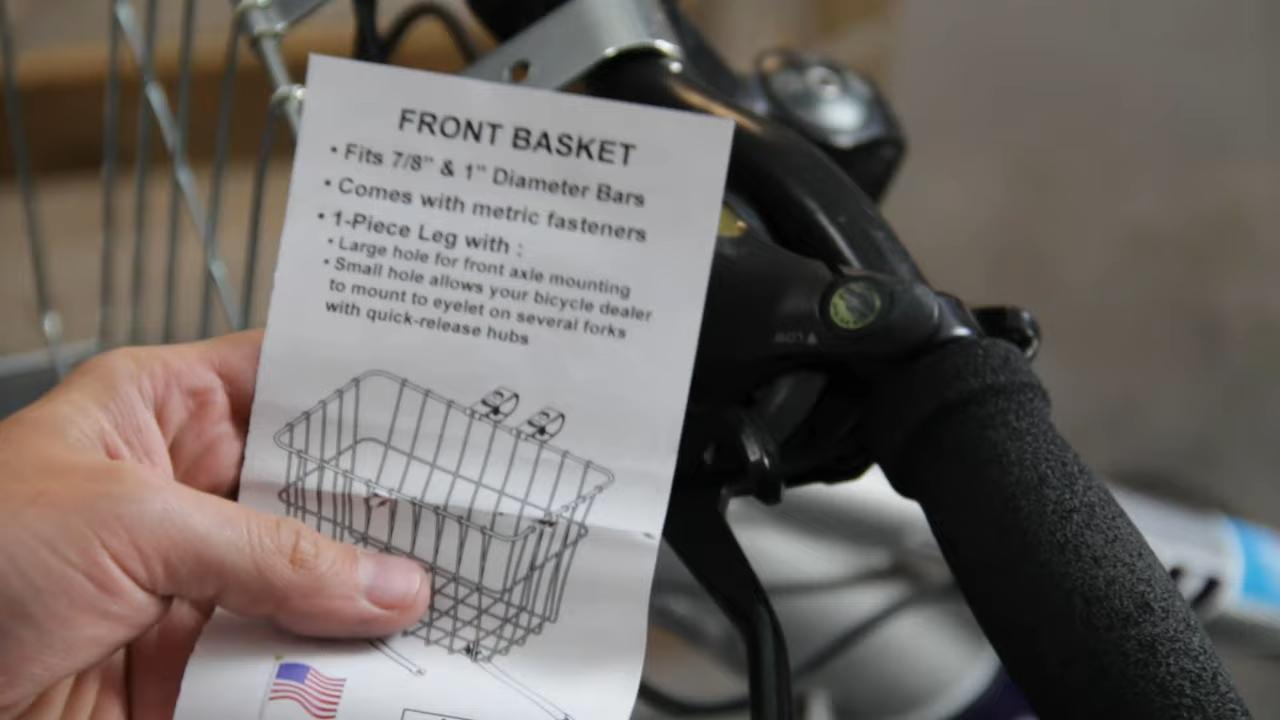 FRONT BASKET
• Fits 7/8" & 1" Diameter Bars
• Comes with metric fasteners
• 1-Piece Leg with :
• Large hole for front axle mounting
• Small hole allows your bicycle dealer
to mount to eyelet on several forks
with quick-release hubs
LOW